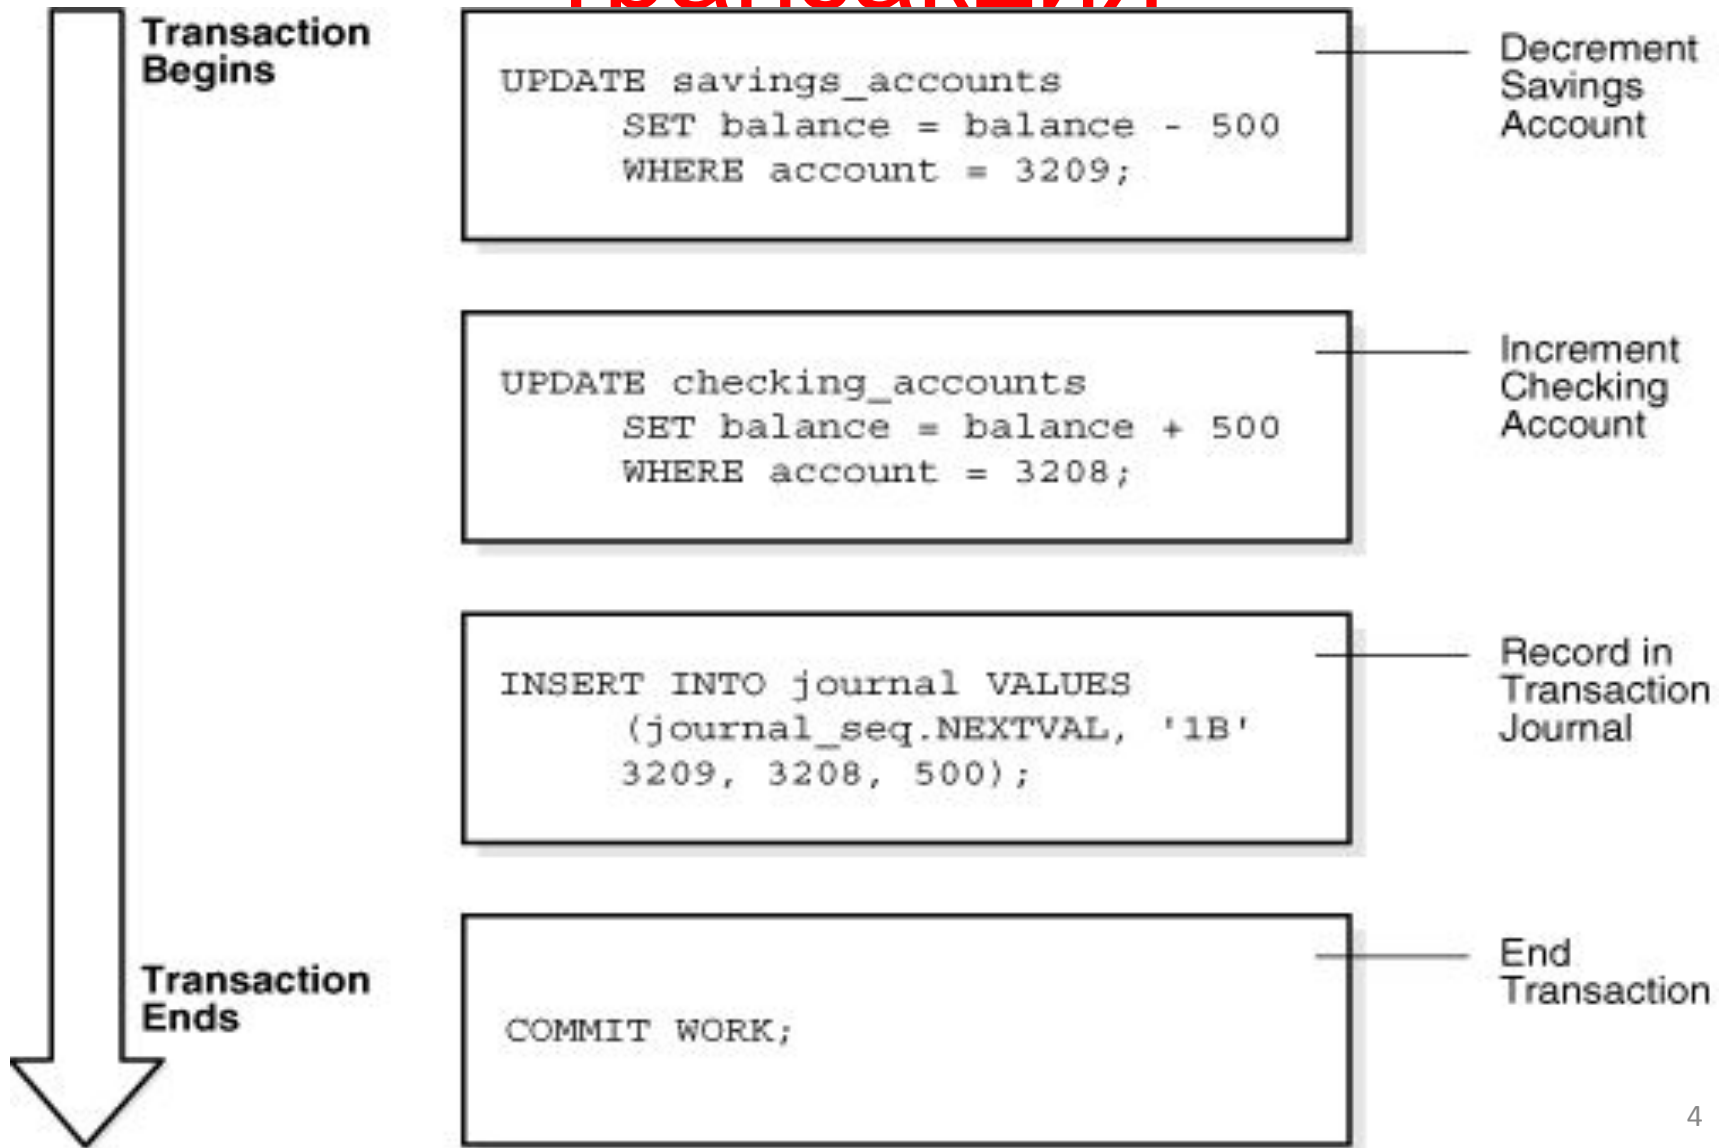 Транзакция
Transaction
Begins
UPDATE savings_accounts
SET balance = balance - 500
WHERE account = 3209;
Decrement
Savings
Account
UPDATE checking_accounts
SET balance = balance + 500
WHERE account = 3208;
Increment
Checking
Account
INSERT INTO journal VALUES
(journal_seq.NEXTVAL, '1B'
3209, 3208, 500);
Record in
Transaction
Journal
Transaction
Ends
COMMIT WORK;
End
Transaction
4